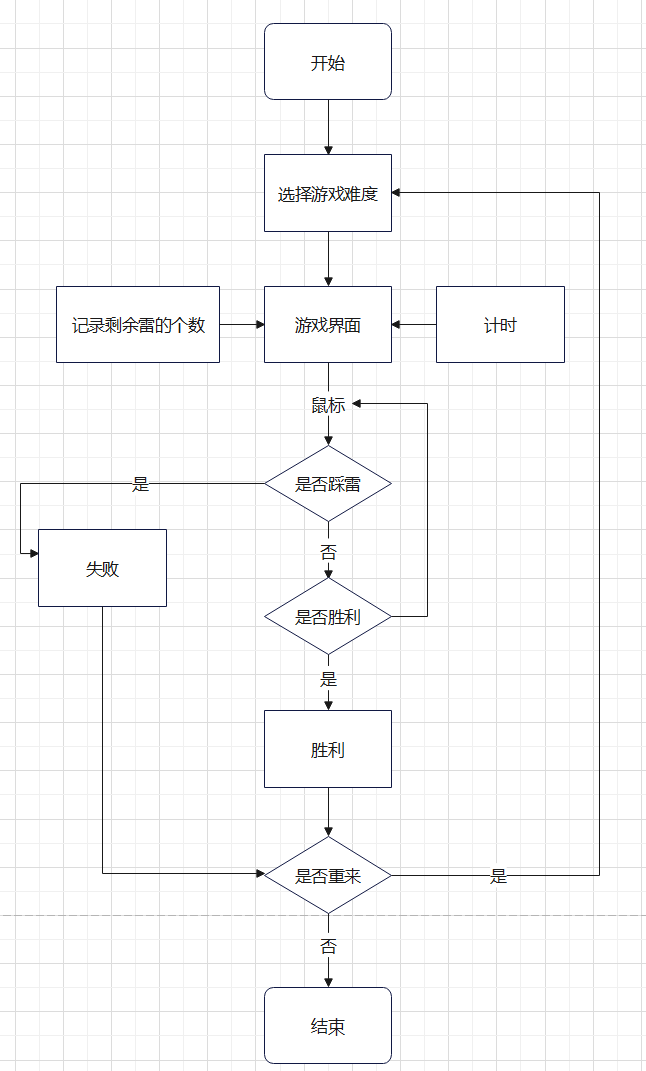 开始
选择游戏难度
记录剩余雷的个数
游戏界面
计时
鼠标
是否踩雷
是
否
失败
是否胜利
是
胜利
是否重来
是
否
结束